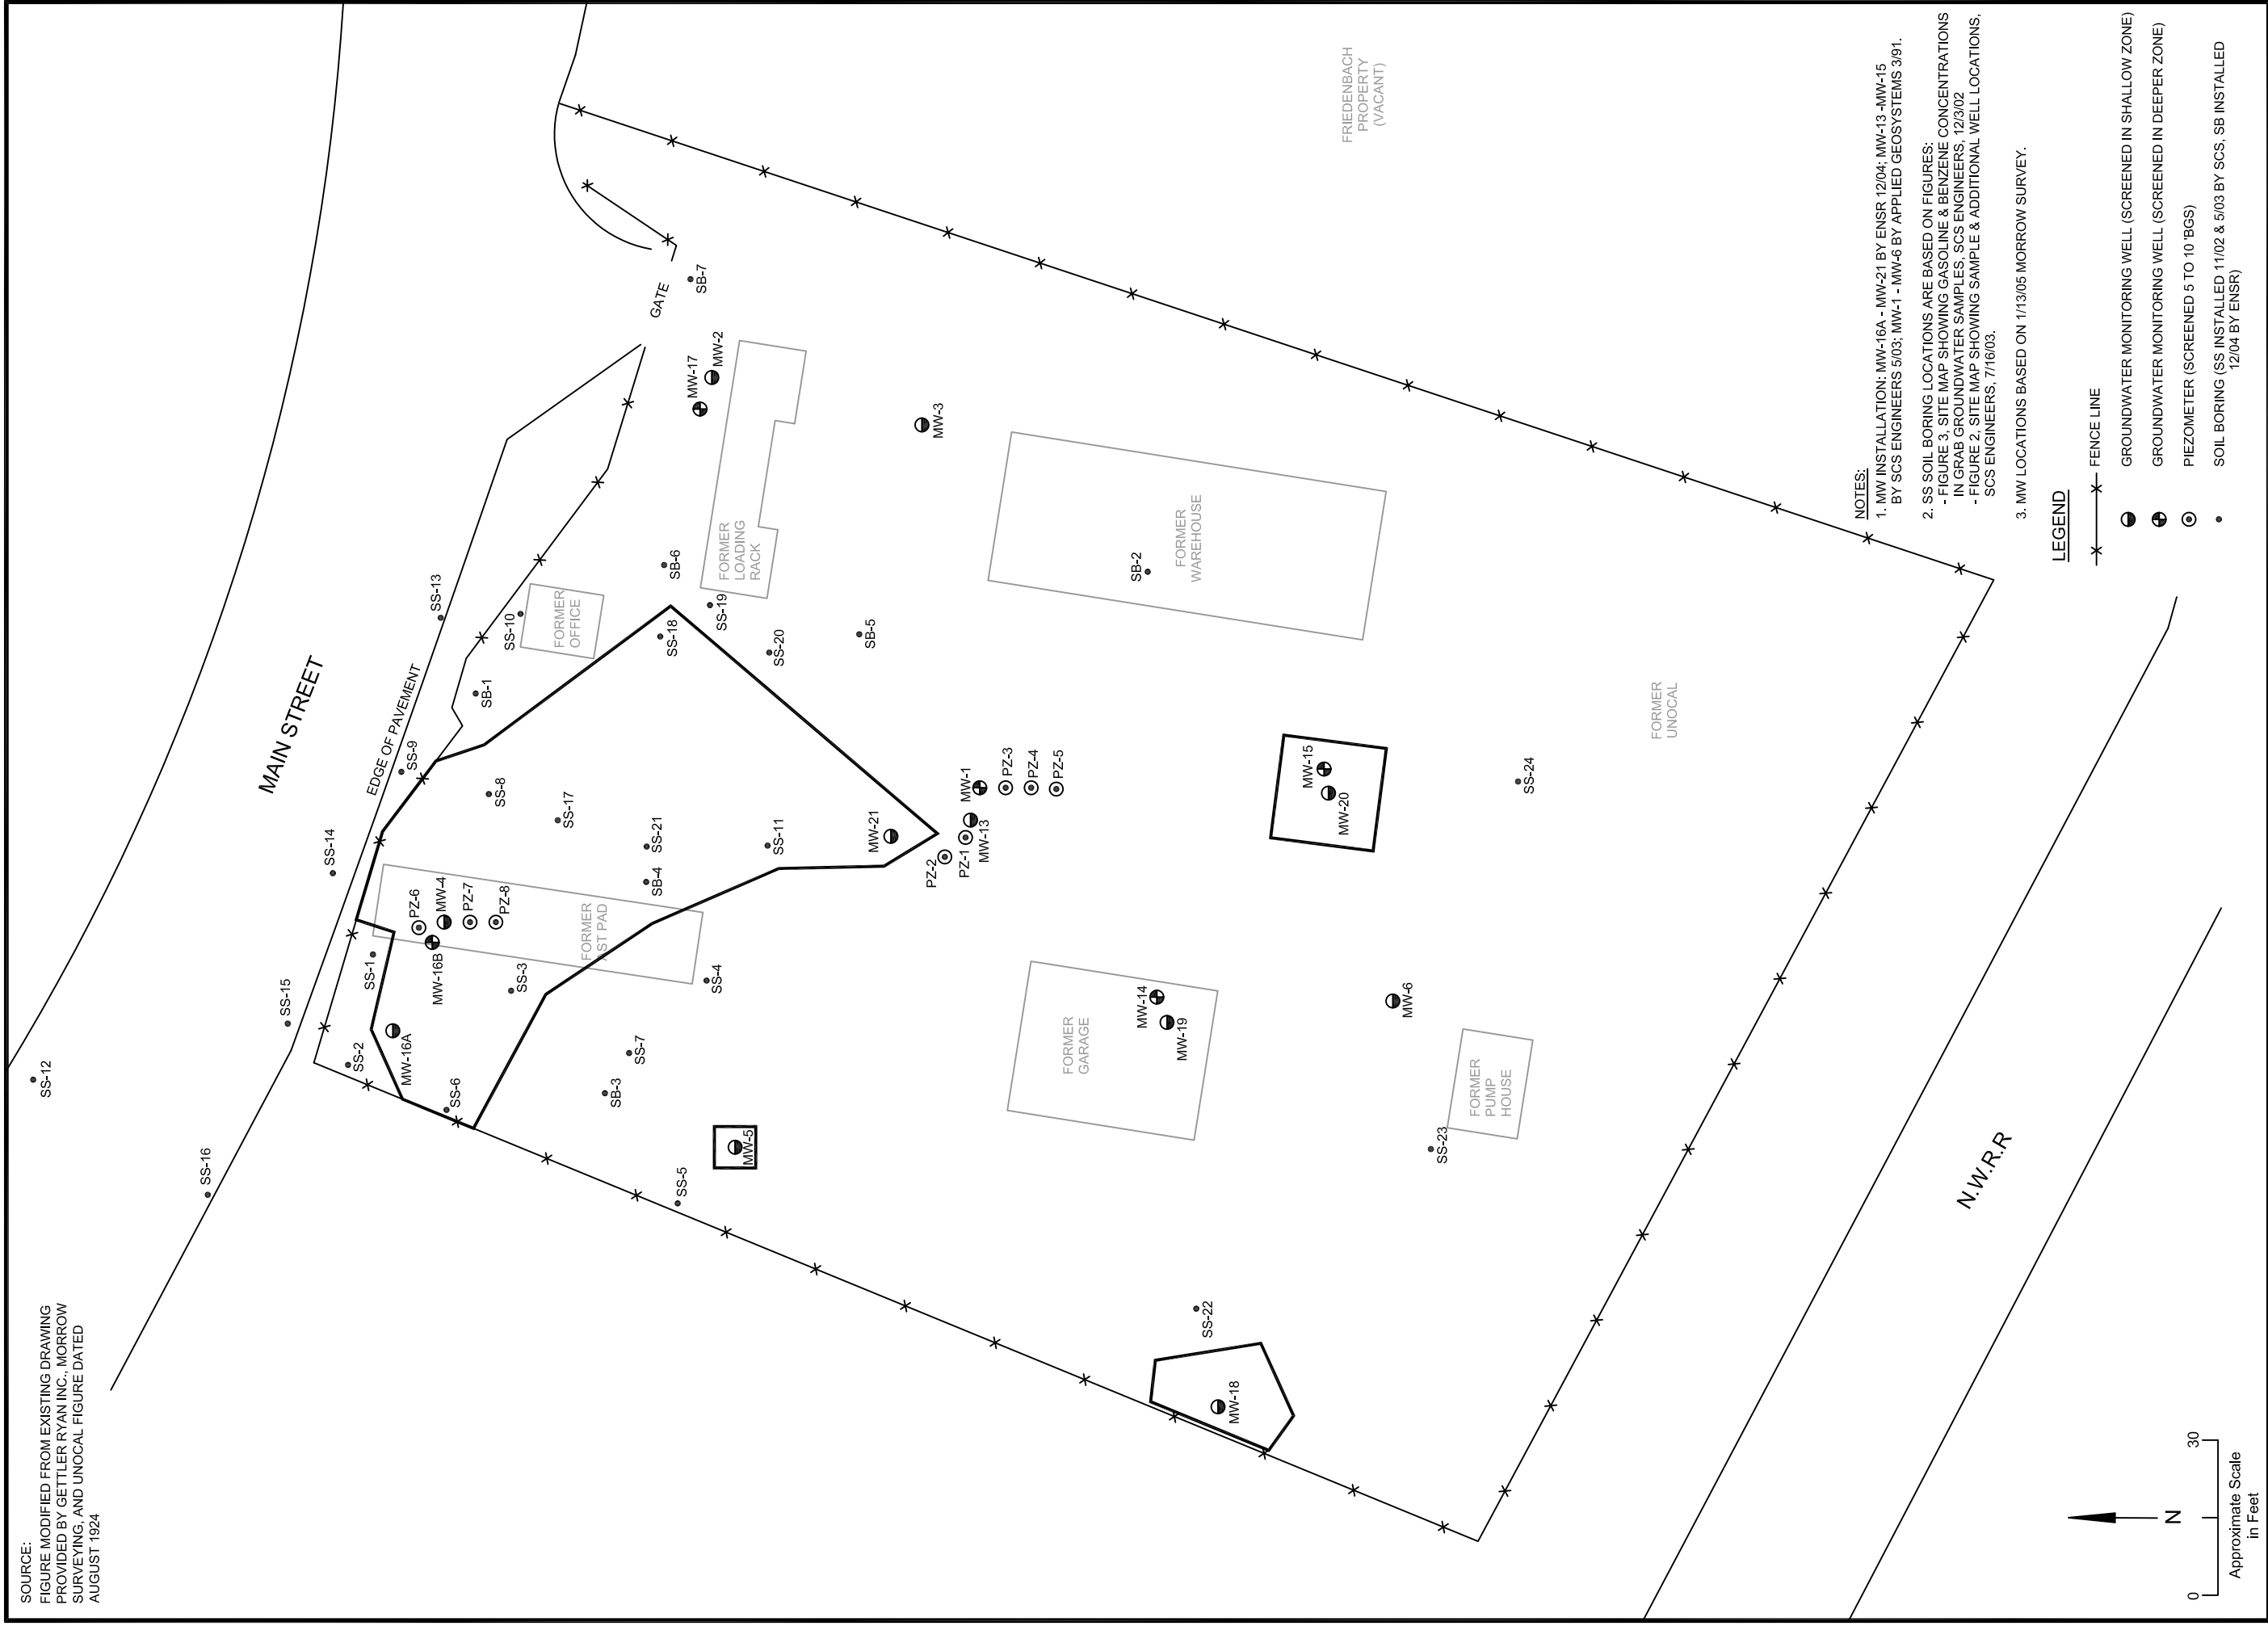 SOURCE:
FIGURE MODIFIED FROM EXISTING DRAWING
PROVIDED BY GETTLER RYAN INC., MORROW
SURVEYING, AND UNOCAL FIGURE DATED
AUGUST 1924
MAIN STREET
EDGE OF PAVEMENT
GATE
FRIEDENBACH
PROPERTY
(VACANT)
SS-12
SS-16
SS-15
SS-14
SS-13
SS-9
SS-10
SB-1
SS-8
SS-17
SS-21
SB-4
SS-11
SS-2
SS-1
MW-16A
SS-6
MW-16B
PZ-6
MW-4
PZ-7
PZ-8
SS-3
SS-4
SS-7
SB-3
MW-5
SS-5
FORMER
AST PAD
FORMER
OFFICE
SS-18
SS-19
SS-20
SB-6
SB-5
FORMER
LOADING
RACK
MW-17
MW-2
SB-7
MW-3
MW-21
PZ-2
PZ-1
MW-13
MW-1
PZ-3
PZ-4
PZ-5
SB-2
FORMER
WAREHOUSE
FORMER
GARAGE
MW-14
MW-19
MW-15
MW-20
MW-6
SS-24
FORMER
UNOCAL
FORMER
PUMP
HOUSE
SS-23
SS-22
MW-18
N.W.R.R
NOTES:
1. MW INSTALLATION: MW-16A - MW-21 BY ENSR 12/04; MW-13 -MW-15
BY SCS ENGINEERS 5/03; MW-1 - MW-6 BY APPLIED GEOSYSTEMS 3/91.
2. SS SOIL BORING LOCATIONS ARE BASED ON FIGURES:
- FIGURE 3, SITE MAP SHOWING GASOLINE & BENZENE CONCENTRATIONS
IN GRAB GROUNDWATER SAMPLES, SCS ENGINEERS, 12/3/02
- FIGURE 2, SITE MAP SHOWING SAMPLE & ADDITIONAL WELL LOCATIONS,
SCS ENGINEERS, 7/16/03.
3. MW LOCATIONS BASED ON 1/13/05 MORROW SURVEY.
LEGEND
FENCE LINE
GROUNDWATER MONITORING WELL (SCREENED IN SHALLOW ZONE)
GROUNDWATER MONITORING WELL (SCREENED IN DEEPER ZONE)
PIEZOMETER (SCREENED 5 TO 10 'BGS)
SOIL BORING (SS INSTALLED 11/02 & 5/03 BY SCS, SB INSTALLED
12/04 BY ENSR)
N
0 30
Approximate Scale
in Feet